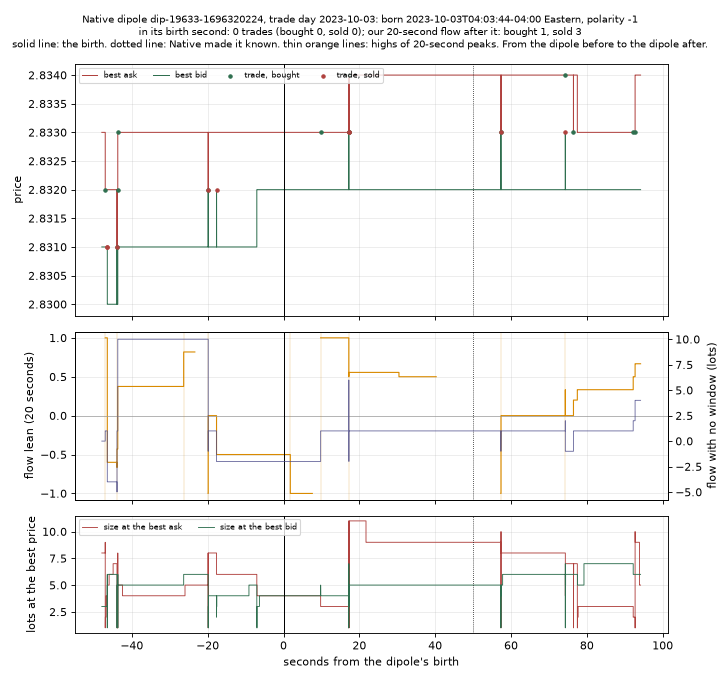 Native dipole dip-19633-1696320224, trade day 2023-10-03: born 2023-10-03T04:03:44-04:00 Eastern, polarity -1
in its birth second: 0 trades (bought 0, sold 0); our 20-second flow after it: bought 1, sold 3
solid line: the birth. dotted line: Native made it known. thin orange lines: highs of 20-second peaks. From the dipole before to the dipole after.
best ask
best bid
trade, bought
trade, sold
price
2.8340
2.8335
2.8330
2.8325
2.8320
2.8315
2.8310
2.8305
2.8300
flow lean (20 seconds)
1.0
0.5
0.0
−0.5
−1.0
10.0
7.5
5.0
2.5
0.0
−2.5
−5.0
flow with no window (lots)
size at the best ask
size at the best bid
lots at the best price
10.0
7.5
5.0
2.5
−40
−20
0
20
40
60
80
100
seconds from the dipole's birth